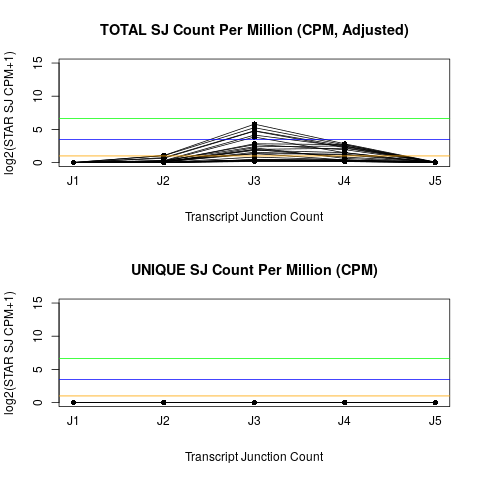 TOTAL SJ Count Per Million (CPM, Adjusted)
log2(STAR SJ CPM+1)
15
10
5
0
J1 J2 J3 J4 J5
Transcript Junction Count
UNIQUE SJ Count Per Million (CPM)
log2(STAR SJ CPM+1)
15
10
5
0
J1 J2 J3 J4 J5
Transcript Junction Count